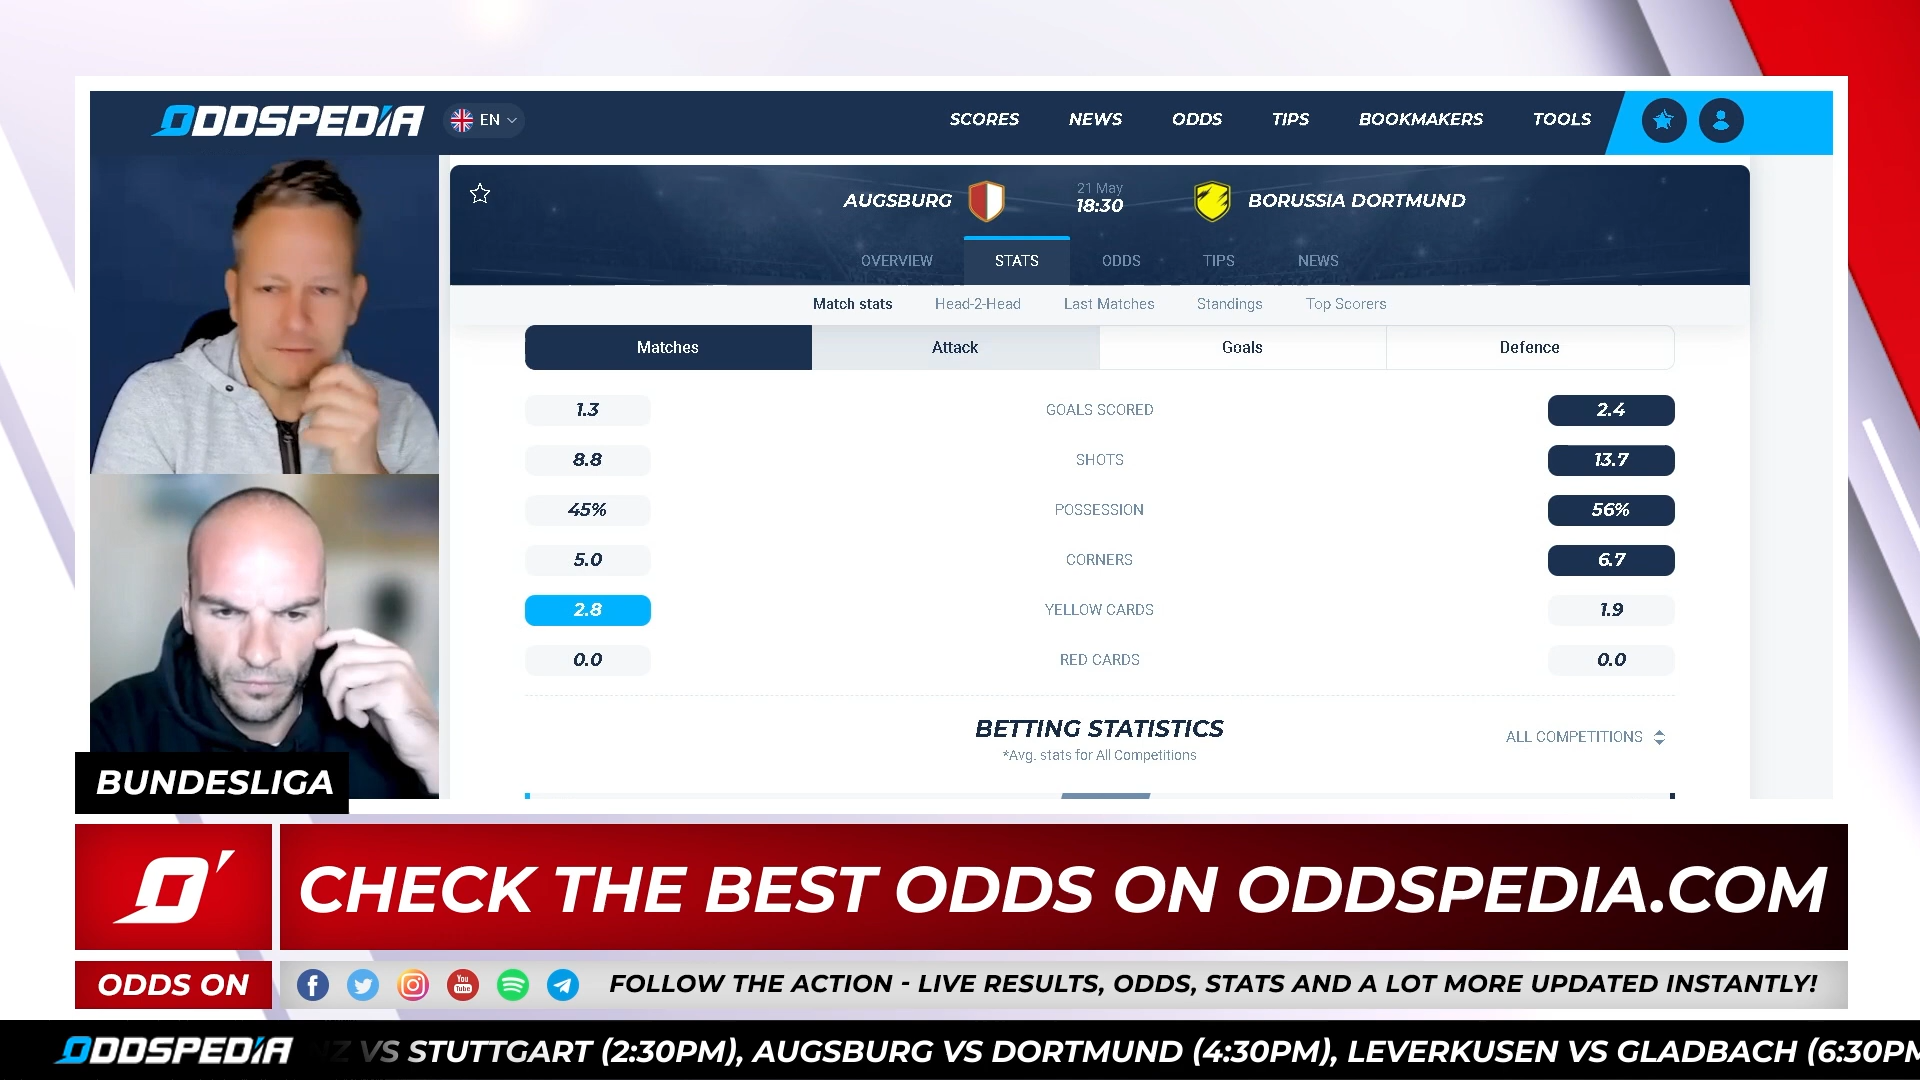 ODDSPEDIA
EN
SCORES
NEWS
ODDS
TIPS
BOOKMAKERS
TOOLS
AUGSBURG
21 May
18:30
BORUSSIA DORTMUND
OVERVIEW
STATS
ODDS
TIPS
NEWS
Match stats
Head-2-Head
Last Matches
Standings
Top Scorers
Matches
Attack
Goals
Defence
1.3 GOALS SCORED 2.4
8.8 SHOTS 13.7
45% POSSESSION 56%
5.0 CORNERS 6.7
2.8 YELLOW CARDS 1.9
0.0 RED CARDS 0.0
BETTING STATISTICS
ALL COMPETITIONS
*Avg. stats for All Competitions
BUNDESLIGA
CHECK THE BEST ODDS ON ODDSPEDIA.COM
ODDS ON
You
Tube
FOLLOW THE ACTION - LIVE RESULTS, ODDS, STATS AND A LOT MORE UPDATED INSTANTLY!
ODDSPEDIA
NZ VS STUTTGART (2:30PM), AUGSBURG VS DORTMUND (4:30PM), LEVERKUSEN VS GLADBACH (6:30PM